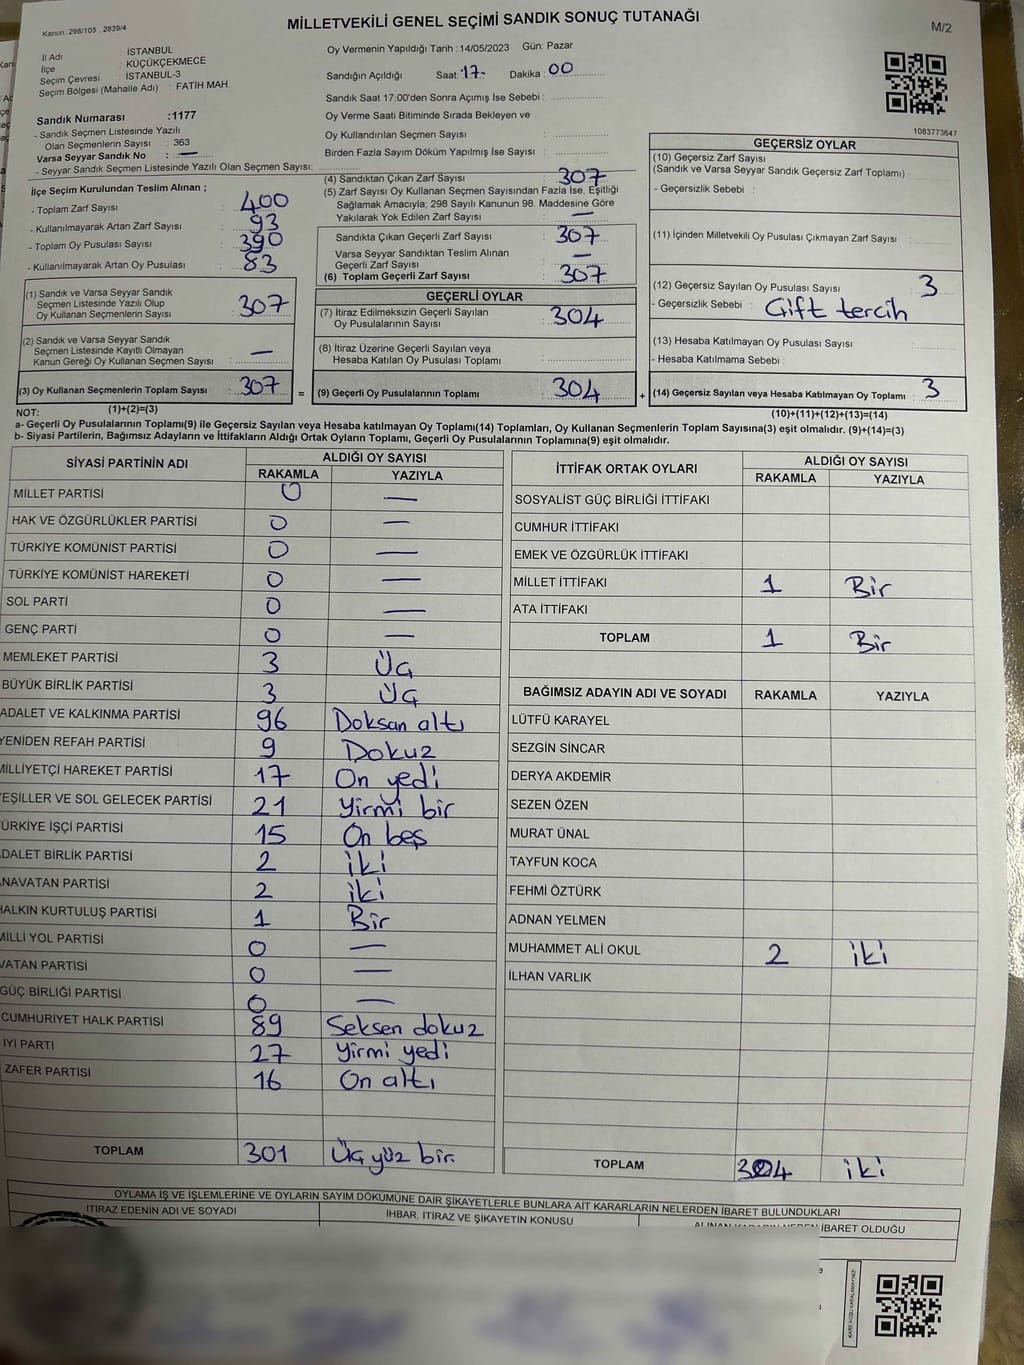 Kanun: 298/105 , 2839/4
MİLLETVEKİLİ GENEL SEÇİMİ SANDIK SONUÇ TUTANAĞI
M/2
İl Adı : İSTANBUL
İlçe : KÜÇÜKÇEKMECE
Seçim Çevresi : İSTANBUL-3
Seçim Bölgesi (Mahalle Adı) : FATİH MAH.
Oy Vermenin Yapıldığı Tarih : 14/05/2023 Gün: Pazar
Sandığın Açıldığı Saat: 17. Dakika : 00
Sandık Saat 17:00'den Sonra Açımış İse Sebebi :
Oy Verme Saati Bitiminde Sırada Bekleyen ve
Oy Kullandırılan Seçmen Sayısı :
Birden Fazla Sayım Döküm Yapılmış İse Sayısı :
1083773647
Sandık Numarası : 1177
- Sandık Seçmen Listesinde Yazılı
Olan Seçmenlerin Sayısı : 363
Varsa Seyyar Sandık No : —
- Seyyar Sandık Seçmen Listesinde Yazılı Olan Seçmen Sayısı:
İlçe Seçim Kurulundan Teslim Alınan ;
- Toplam Zarf Sayısı : 400
- Kullanılmayarak Artan Zarf Sayısı : 93
- Toplam Oy Pusulası Sayısı : 390
- Kullanılmayarak Artan Oy Pusulası : 83
(1) Sandık ve Varsa Seyyar Sandık
Seçmen Listesinde Yazılı Olup
Oy Kullanan Seçmenlerin Sayısı : 307
(2) Sandık ve Varsa Seyyar Sandık
Seçmen Listesinde Kayıtlı Olmayan
Kanun Gereği Oy Kullanan Seçmen Sayısı : —
(3) Oy Kullanan Seçmenlerin Toplam Sayısı : 307
(1)+(2)=(3)
(4) Sandıktan Çıkan Zarf Sayısı : 307
(5) Zarf Sayısı Oy Kullanan Seçmen Sayısından Fazla İse, Eşitliği
Sağlamak Amacıyla; 298 Sayılı Kanunun 98. Maddesine Göre
Yakılarak Yok Edilen Zarf Sayısı : —
Sandıkta Çıkan Geçerli Zarf Sayısı : 307
Varsa Seyyar Sandıktan Teslim Alınan
Geçerli Zarf Sayısı : —
(6) Toplam Geçerli Zarf Sayısı : 307
GEÇERLİ OYLAR
(7) İtiraz Edilmeksizin Geçerli Sayılan
Oy Pusulalarının Sayısı : 304
(8) İtiraz Üzerine Geçerli Sayılan veya
Hesaba Katılan Oy Pusulası Toplamı :
= (9) Geçerli Oy Pusulalarının Toplamı : 304
GEÇERSİZ OYLAR
(10) Geçersiz Zarf Sayısı
(Sandık ve Varsa Seyyar Sandık Geçersiz Zarf Toplamı) :
- Geçersizlik Sebebi :
(11) İçinden Milletvekili Oy Pusulası Çıkmayan Zarf Sayısı :
(12) Geçersiz Sayılan Oy Pusulası Sayısı : 3
- Geçersizlik Sebebi : Çift tercih
(13) Hesaba Katılmayan Oy Pusulası Sayısı :
- Hesaba Katılmama Sebebi :
+ (14) Geçersiz Sayılan veya Hesaba Katılmayan Oy Toplamı : 3
(10)+(11)+(12)+(13)=(14)
NOT:
a- Geçerli Oy Pusulalarının Toplamı(9) ile Geçersiz Sayılan veya Hesaba katılmayan Oy Toplamı(14) Toplamları, Oy Kullanan Seçmenlerin Toplam Sayısına(3) eşit olmalıdır. (9)+(14)=(3)
b- Siyasi Partilerin, Bağımsız Adayların ve İttifakların Aldığı Ortak Oyların Toplamı, Geçerli Oy Pusulalarının Toplamına(9) eşit olmalıdır.
SİYASİ PARTİNİN ADI ALDIĞI OY SAYISI
RAKAMLA YAZIYLA
MİLLET PARTİSİ 0 —
HAK VE ÖZGÜRLÜKLER PARTİSİ 0 —
TÜRKİYE KOMÜNİST PARTİSİ 0 —
TÜRKİYE KOMÜNİST HAREKETİ 0 —
SOL PARTİ 0 —
GENÇ PARTİ 0 —
MEMLEKET PARTİSİ 3 Üç
BÜYÜK BİRLİK PARTİSİ 3 Üç
ADALET VE KALKINMA PARTİSİ 96 Doksan altı
YENİDEN REFAH PARTİSİ 9 Dokuz
MİLLİYETÇİ HAREKET PARTİSİ 17 On yedi
YEŞİLLER VE SOL GELECEK PARTİSİ 21 Yirmi bir
ÜRKİYE İŞÇİ PARTİSİ 15 On beş
DALET BİRLİK PARTİSİ 2 iki
NAVATAN PARTİSİ 2 iki
HALKIN KURTULUŞ PARTİSİ 1 Bir
MİLLİ YOL PARTİSİ 0 —
VATAN PARTİSİ 0 —
GÜÇ BİRLİĞİ PARTİSİ 0 —
CUMHURİYET HALK PARTİSİ 89 Seksen dokuz
İYİ PARTİ 27 Yirmi yedi
ZAFER PARTİSİ 16 On altı
TOPLAM 301 Üç yüz bir
İTTİFAK ORTAK OYLARI ALDIĞI OY SAYISI
RAKAMLA YAZIYLA
SOSYALİST GÜÇ BİRLİĞİ İTTİFAKI
CUMHUR İTTİFAKI
EMEK VE ÖZGÜRLÜK İTTİFAKI
MİLLET İTTİFAKI 1 Bir
ATA İTTİFAKI
TOPLAM 1 Bir
BAĞIMSIZ ADAYIN ADI VE SOYADI RAKAMLA YAZIYLA
LÜTFÜ KARAYEL
SEZGİN SİNCAR
DERYA AKDEMİR
SEZEN ÖZEN
MURAT ÜNAL
TAYFUN KOCA
FEHMİ ÖZTÜRK
ADNAN YELMEN
MUHAMMET ALİ OKUL 2 iki
İLHAN VARLIK
TOPLAM 304 iki
OYLAMA İŞ VE İŞLEMLERİNE VE OYLARIN SAYIM DÖKÜMÜNE DAİR ŞİKAYETLERLE BUNLARA AİT KARARLARIN NELERDEN İBARET BULUNDUKLARI
İTİRAZ EDENİN ADI VE SOYADI İHBAR, İTİRAZ VE ŞİKAYETİN KONUSU ALINAN KARARIN NEDEN İBARET OLDUĞU